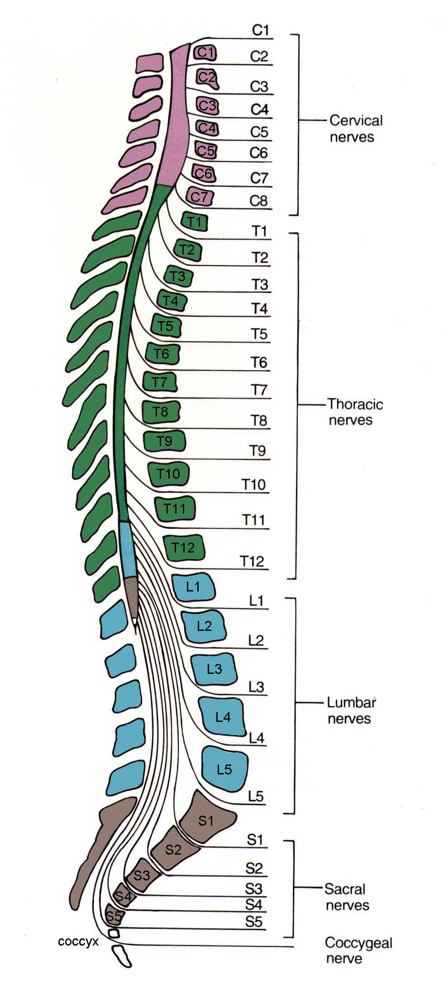 C1
C1
C2
C2
C3
C3
C4
C4
C5
C5
C6
C6
C7
C7
C8
Cervical
nerves
T1
T1
T2
T2
T3
T3
T4
T4
T5
T5
T6
T6
T7
T7
T8
Thoracic
nerves
T8
T9
T9
T10
T10
T11
T11
T12
T12
L1
L1
L2
L2
L3
L3
L4
L4
Lumbar
nerves
L5
L5
S1
S1
S2
S2
S3
S3
S4
S4
S5
S5
Sacral
nerves
coccyx
Coccygeal
nerve